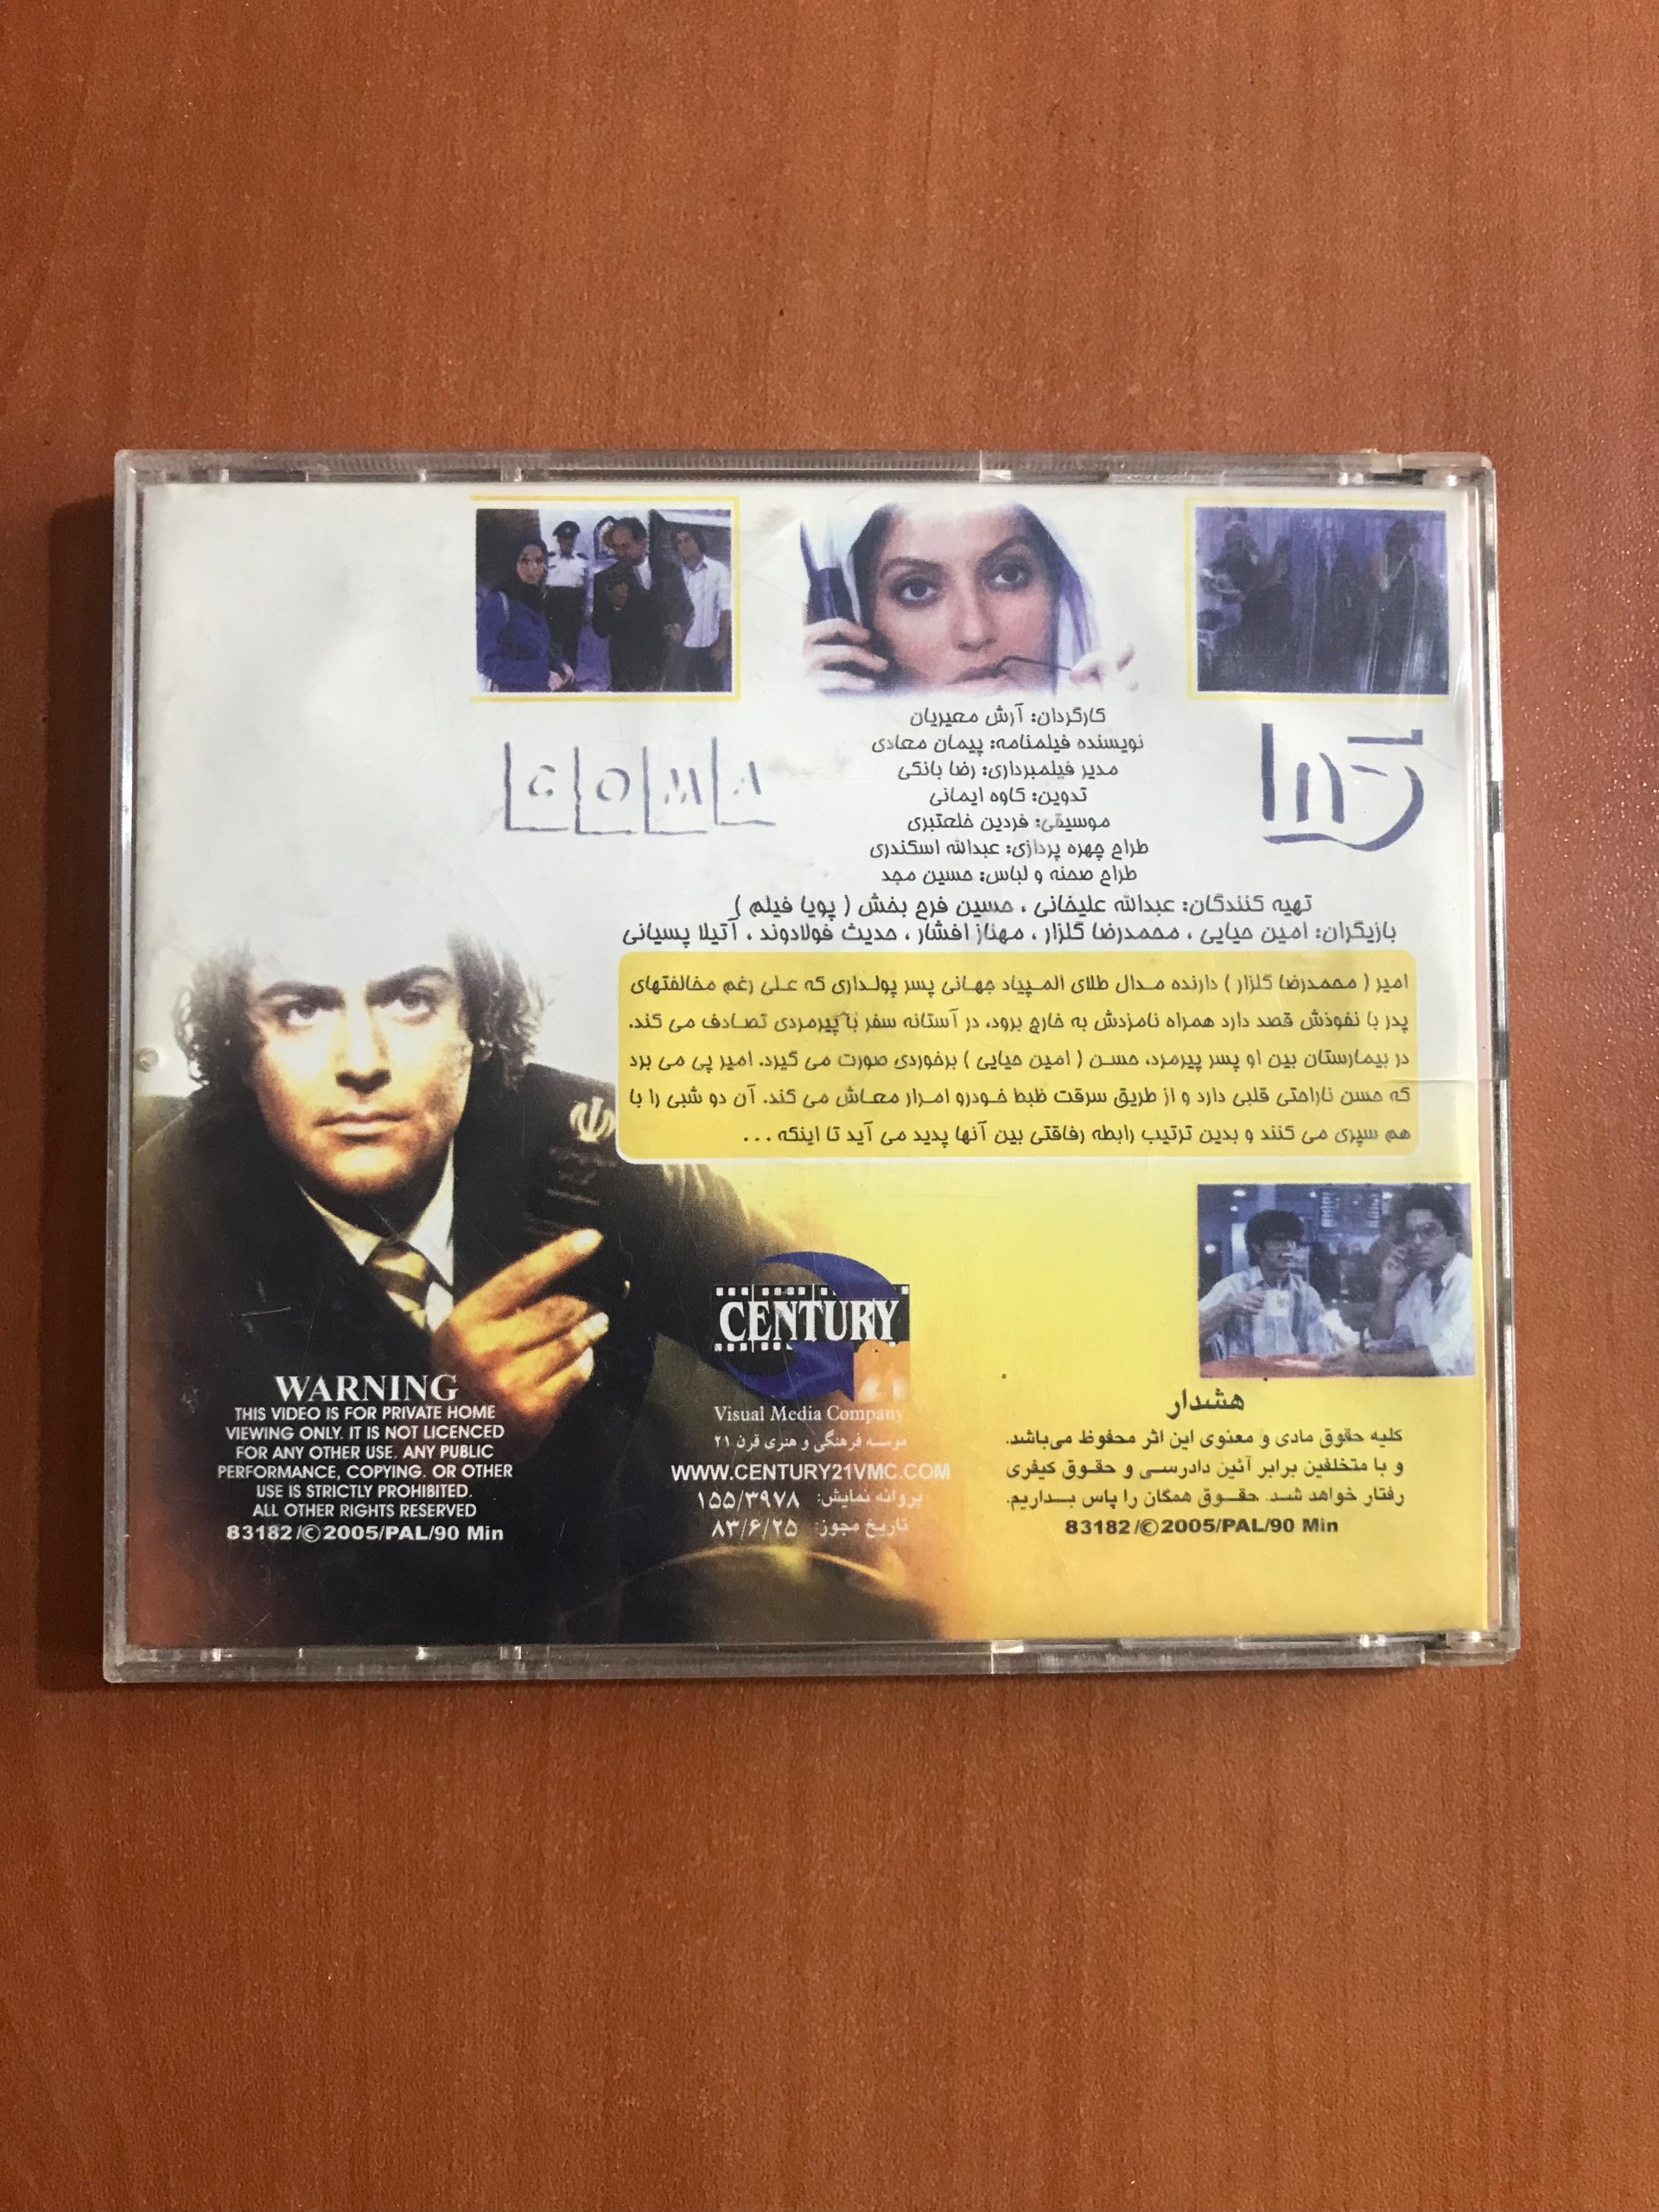 COMA
کما
کارگردان: آرش معیریان
نویسنده فیلمنامه: پیمان معادی
مدیر فیلمبرداری: رضا بانکی
تدوین: کاوه ایمانی
موسیقی: فردین خلعتبری
طراح چهره پردازی: عبدالله اسکندری
طراح صحنه و لباس: حسین مجد
تهیه کنندگان: عبدالله علیخانی ، حسین فرح بخش ( پویا فیلم )
بازیگران: امین حیایی ، محمدرضا گلزار ، مهناز افشار ، حدیث فولادوند ، آتیلا پسیانی
امیر ( محمدرضا گلزار ) دارنده مدال طلای المپیاد جهانی پسر پولداری که علی رغم مخالفتهای
پدر با نفوذش قصد دارد همراه نامزدش به خارج برود، در آستانه سفر با پیرمردی تصادف می کند.
در بیمارستان بین او پسر پیرمرد، حسن ( امین حیایی ) برخوردی صورت می گیرد. امیر پی می برد
که حسن ناراحتی قلبی دارد و از طریق سرقت ظبط خودرو امرار معاش می کند. آن دو شبی را با
هم سپری می کنند و بدین ترتیب رابطه رفاقتی بین آنها پدید می آید تا اینکه ...
WARNING
THIS VIDEO IS FOR PRIVATE HOME
VIEWING ONLY. IT IS NOT LICENCED
FOR ANY OTHER USE. ANY PUBLIC
PERFORMANCE, COPYING. OR OTHER
USE IS STRICTLY PROHIBITED.
ALL OTHER RIGHTS RESERVED
83182/©2005/PAL/90 Min
CENTURY
21
Visual Media Company
موسسه فرهنگی و هنری قرن ۲۱
WWW.CENTURY21VMC.COM
پروانه نمایش: ۱۵۵/۳۹۷۸
تاریخ مجوز: ۸۳/۶/۲۵
هشدار
کلیه حقوق مادی و معنوی این اثر محفوظ می‌باشد.
و با متخلفین برابر آئین دادرسی و حقوق کیفری
رفتار خواهد شد. حقوق همگان را پاس بداریم.
83182/©2005/PAL/90 Min